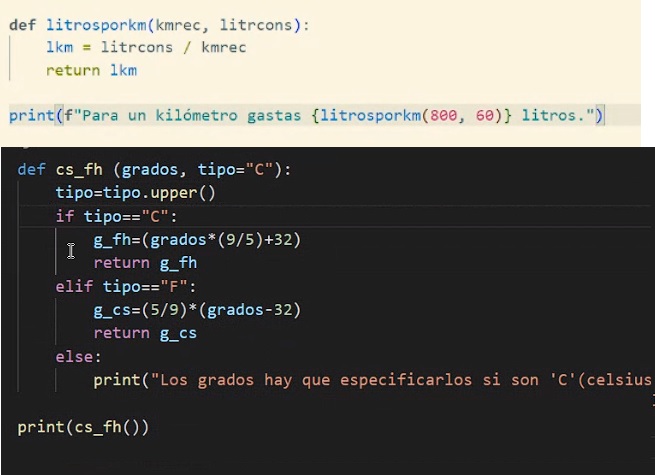 def litrosporkm(kmrec, litrcons):
    lkm = litrcons / kmrec
    return lkm
print(f"Para un kilómetro gastas {litrosporkm(800, 60)} litros.")
def cs_fh (grados, tipo="C"):
    tipo=tipo.upper()
    if tipo=="C":
        g_fh=(grados*(9/5)+32)
        return g_fh
    elif tipo=="F":
        g_cs=(5/9)*(grados-32)
        return g_cs
    else:
        print("Los grados hay que especificarlos si son 'C'(celsius
print(cs_fh())